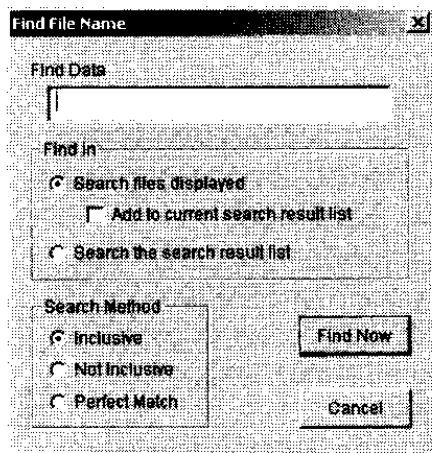 Find File Name
Find Data
Find in
Search files displayed
Add to current search result list
Search the search result list
Search Method
Inclusive
Not Inclusive
Perfect Match
Find Now
Cancel